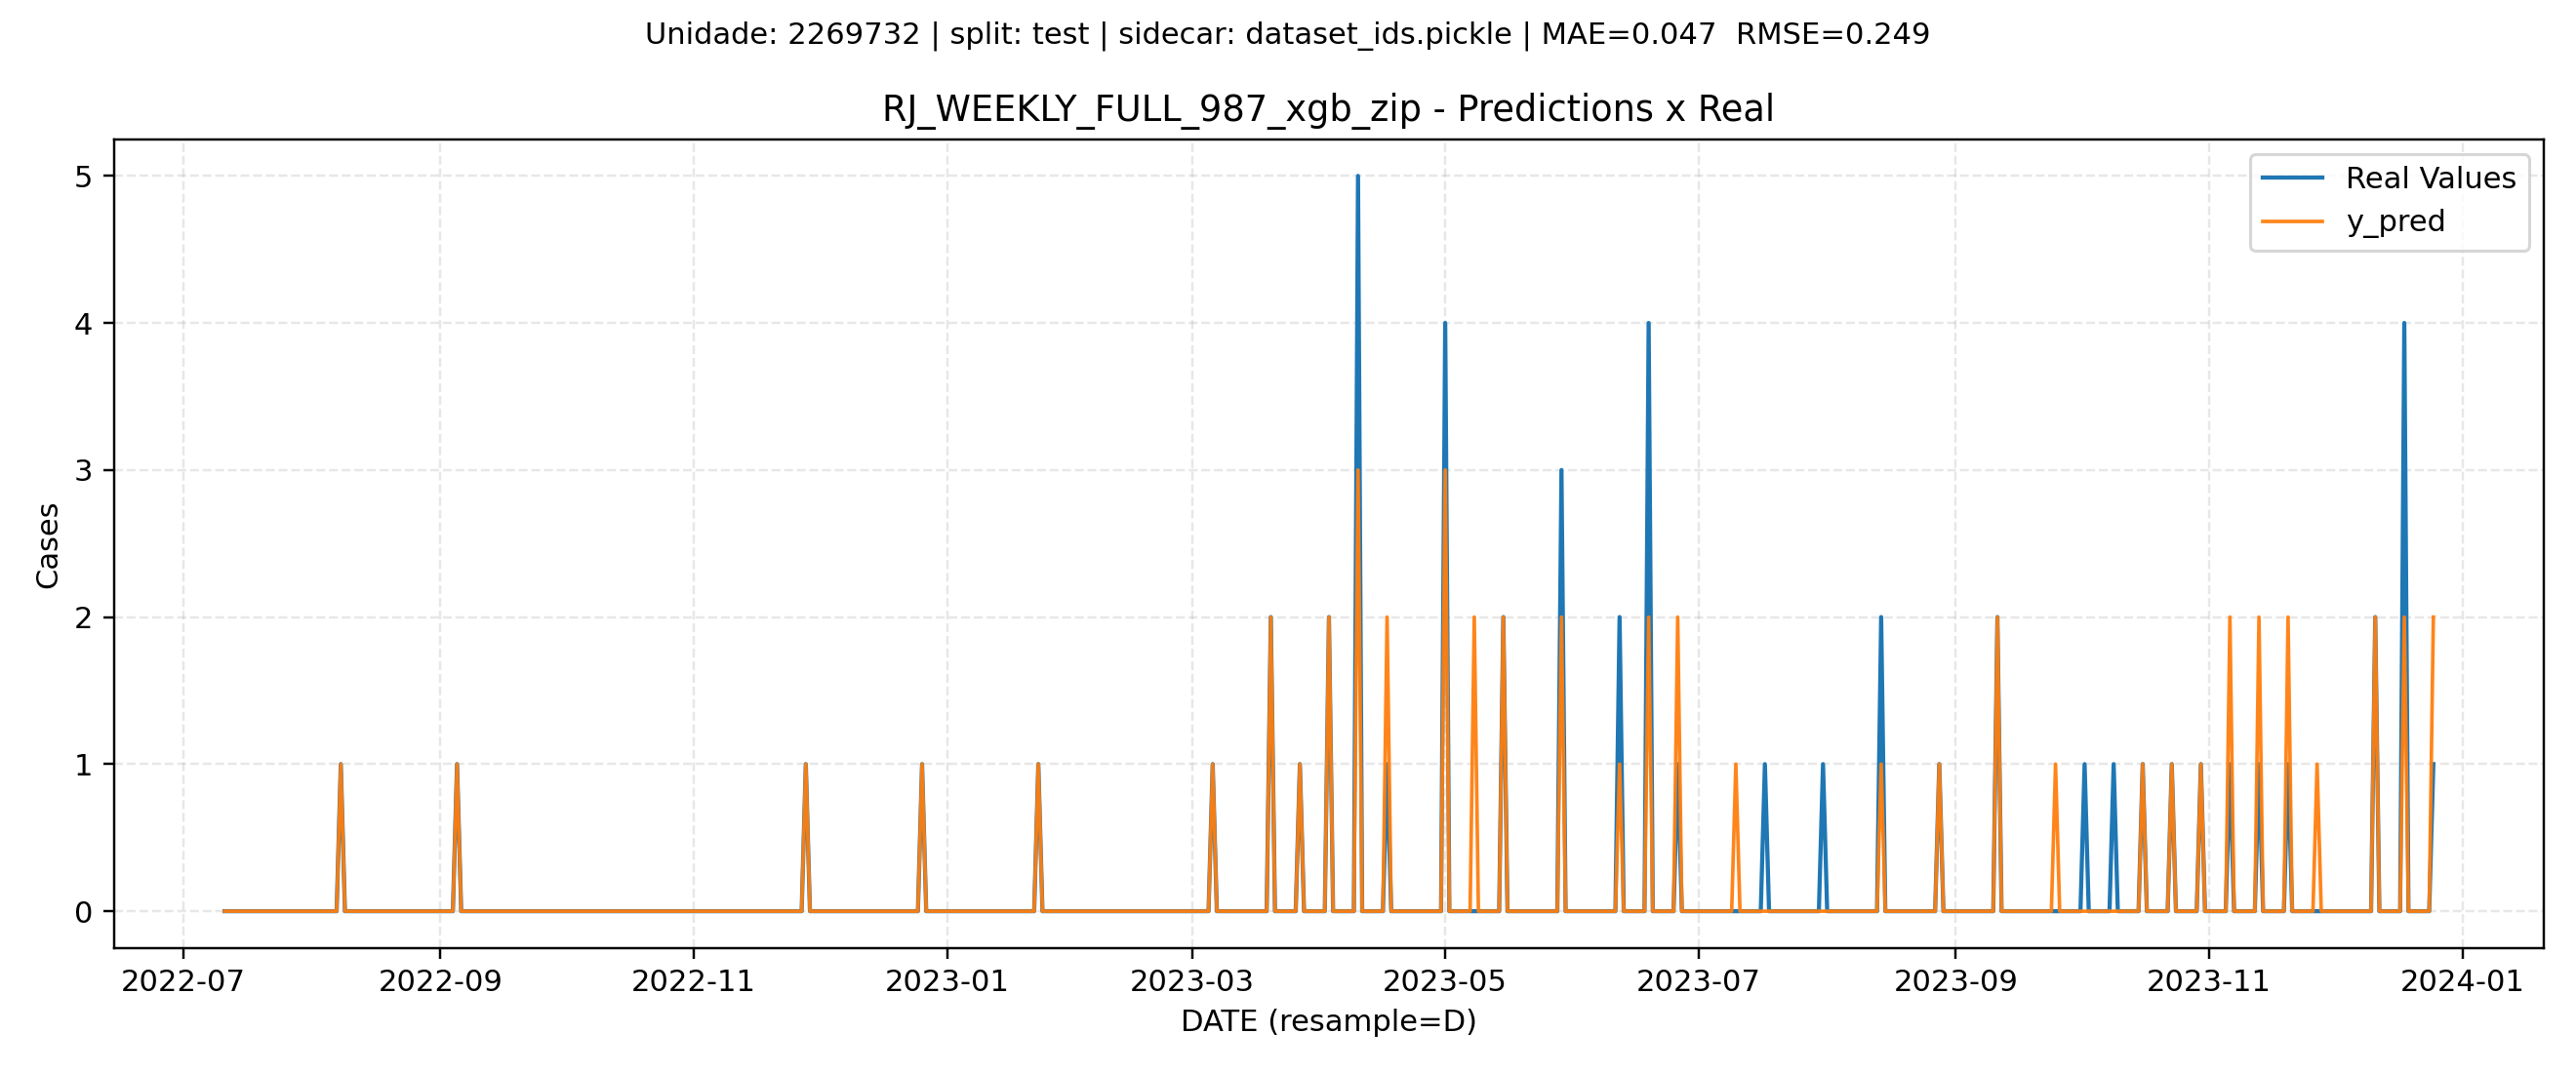 Unidade: 2269732 | split: test | sidecar: dataset_ids.pickle | MAE=0.047  RMSE=0.249
RJ_WEEKLY_FULL_987_xgb_zip - Predictions x Real
Real Values
y_pred
Cases
5
4
3
2
1
0
2022-07 2022-09 2022-11 2023-01 2023-03 2023-05 2023-07 2023-09 2023-11 2024-01
DATE (resample=D)